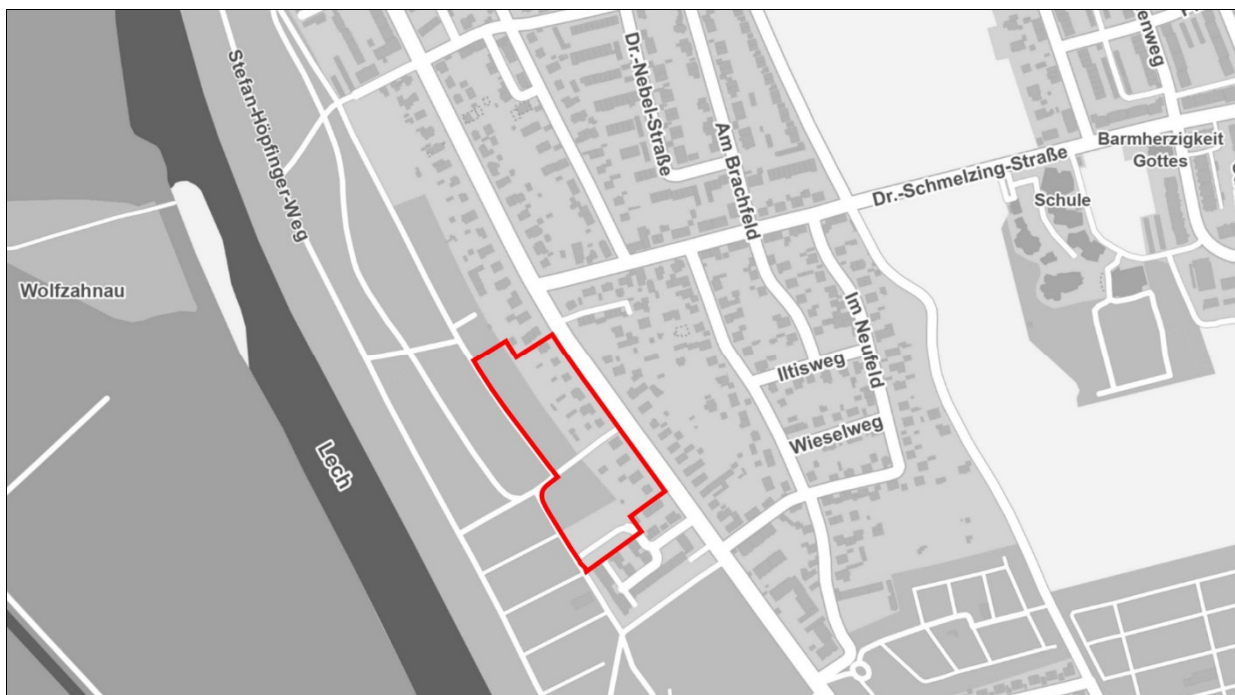 enweg
Dr.-Nebel-Straße
Stefan-Höpfinger-Weg
Am Brachfeld
Barmherzigkeit
Gottes
Dr.-Schmelzing-Straße
Schule
Wolfzahnau
Im Neufeld
Iltisweg
Wieselweg
Lech